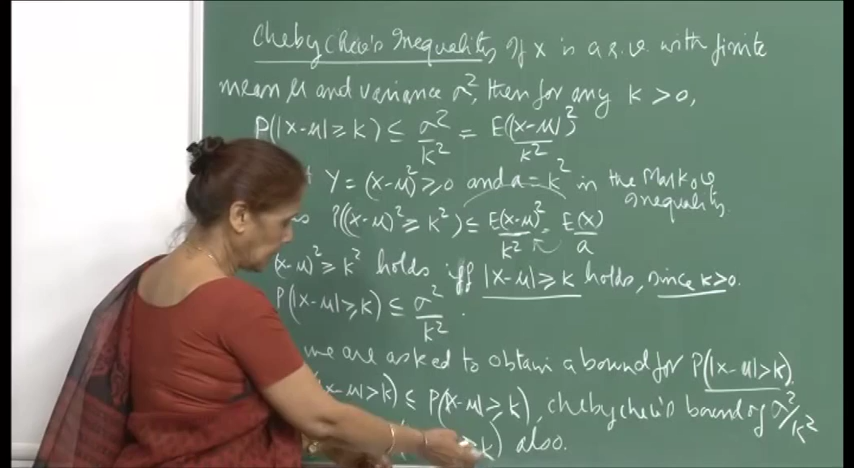 Chebychev's Inequality If X is a r.v. with finite
mean μ and variance σ², then for any k > 0,
P(|X-μ| ≥ k) ≤ σ²/k² = E((X-μ)²)/k²
Y = (X-μ)² ≥ 0 and a = k² in the Markov
Inequality.
P((X-μ)² ≥ k²) ≤ E(X-μ)²/k² = E(X)/a
(X-μ)² ≥ k² holds iff |X-μ| ≥ k holds, since k>0.
P(|X-μ| ≥ k) ≤ σ²/k².
we are asked to obtain a bound for P(|X-μ|>k).
(X-μ|>k) ≤ P(|X-μ| ≥ k), Chebychev's bound of σ²/k²
k) also.